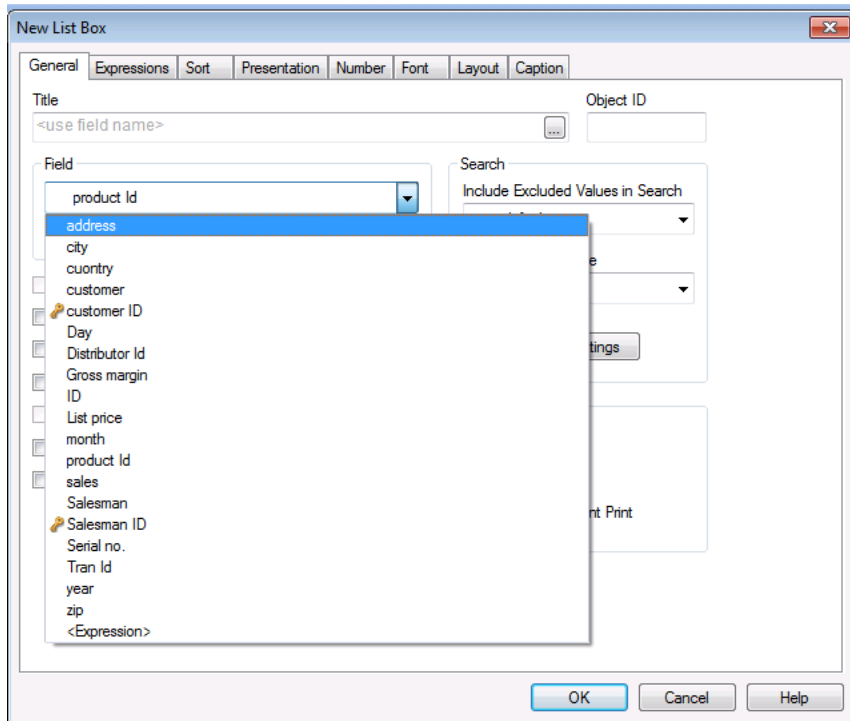 New List Box
General Expressions Sort Presentation Number Font Layout Caption
Title Object ID
<use field name> ...
Field Search
product Id Include Excluded Values in Search
address
city
cuontry
customer
customer ID
Day
Distributor Id
Gross margin
tings
ID
List price
month
product Id
sales
Salesman
nt Print
Salesman ID
Serial no.
Tran Id
year
zip
<Expression>
OK Cancel Help